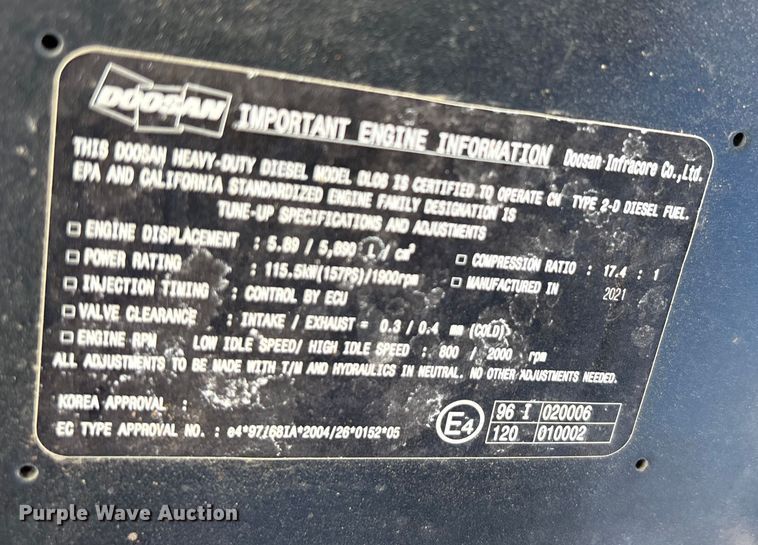 DOOSAN IMPORTANT ENGINE INFORMATION Doosan Infracore Co.,Ltd.
THIS DOOSAN HEAVY-DUTY DIESEL MODEL DL06 IS CERTIFIED TO OPERATE ON TYPE 2-D DIESEL FUEL.
EPA AND CALIFORNIA STANDARDIZED ENGINE FAMILY DESIGNATION IS
TUNE-UP SPECIFICATIONS AND ADJUSTMENTS
□ ENGINE DISPLACEMENT : 5.89 / 5,890 l / cm³ □ COMPRESSION RATIO : 17.4 : 1
□ POWER RATING : 115.5kW(157PS)/1900rpm □ MANUFACTURED IN 2021
□ INJECTION TIMING : CONTROL BY ECU
□ VALVE CLEARANCE : INTAKE / EXHAUST = 0.3 / 0.4 mm (COLD)
□ ENGINE RPM LOW IDLE SPEED/ HIGH IDLE SPEED : 800 / 2000 rpm
ALL ADJUSTMENTS TO BE MADE WITH T/M AND HYDRAULICS IN NEUTRAL. NO OTHER ADJUSTMENTS NEEDED.
KOREA APPROVAL :
EC TYPE APPROVAL NO. : e4*97/68IA*2004/26*0152*05
E4
96 I 020006
120 010002
Purple Wave Auction